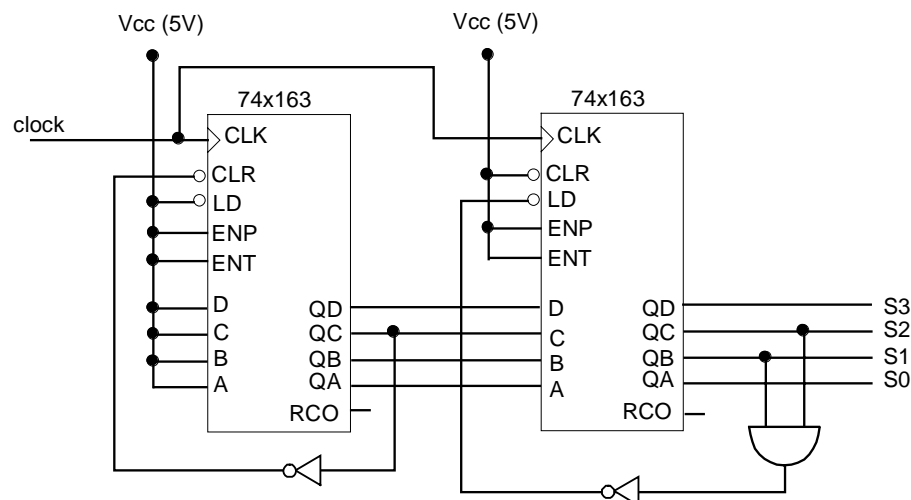 Vcc (5V)
Vcc (5V)
74x163
74x163
clock
CLK
CLR
LD
ENP
ENT
D
C
B
A
QD
QC
QB
QA
RCO
CLK
CLR
LD
ENP
ENT
D
C
B
A
QD
QC
QB
QA
RCO
S3
S2
S1
S0